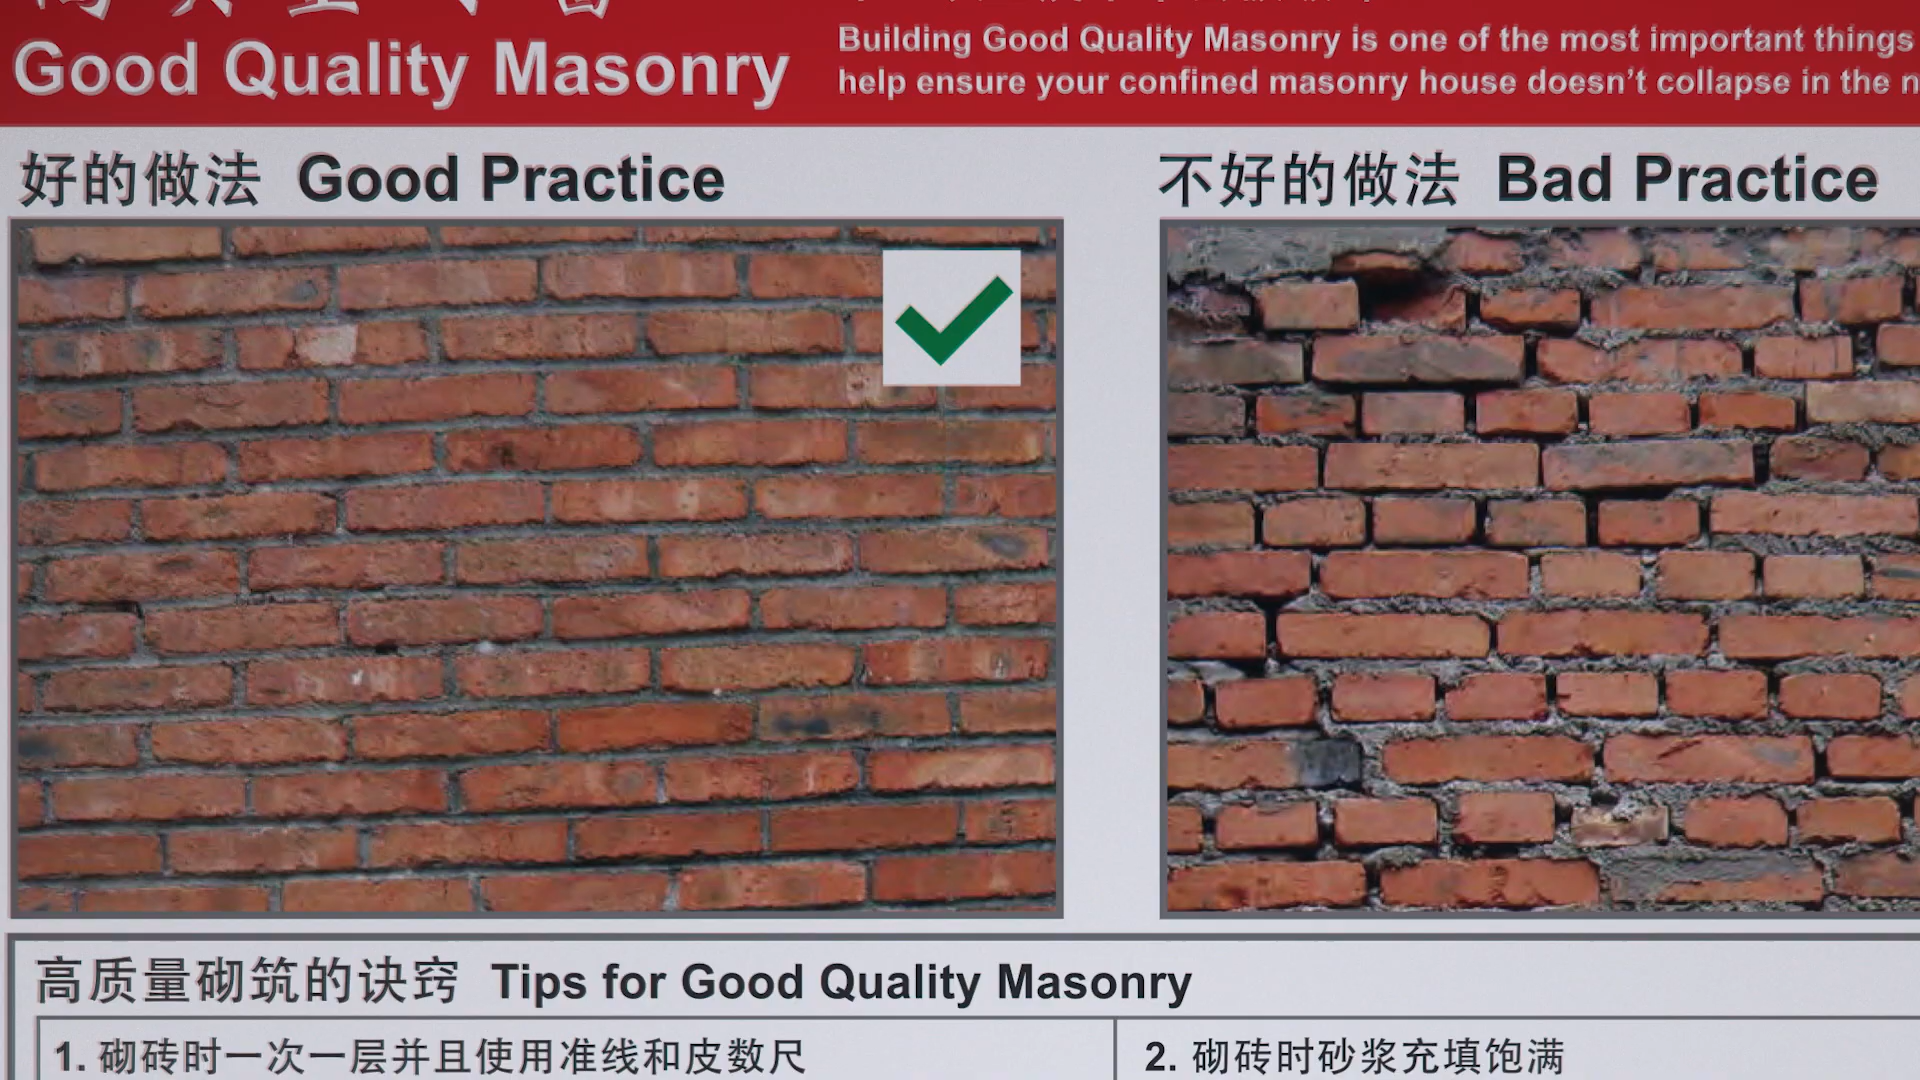 Good Quality Masonry
Building Good Quality Masonry is one of the most important things
help ensure your confined masonry house doesn't collapse in the
好的做法 Good Practice
不好的做法 Bad Practice
高质量砌筑的诀窍 Tips for Good Quality Masonry
1. 砌砖时一次一层并且使用准线和皮数尺
2. 砌砖时砂浆充填饱满